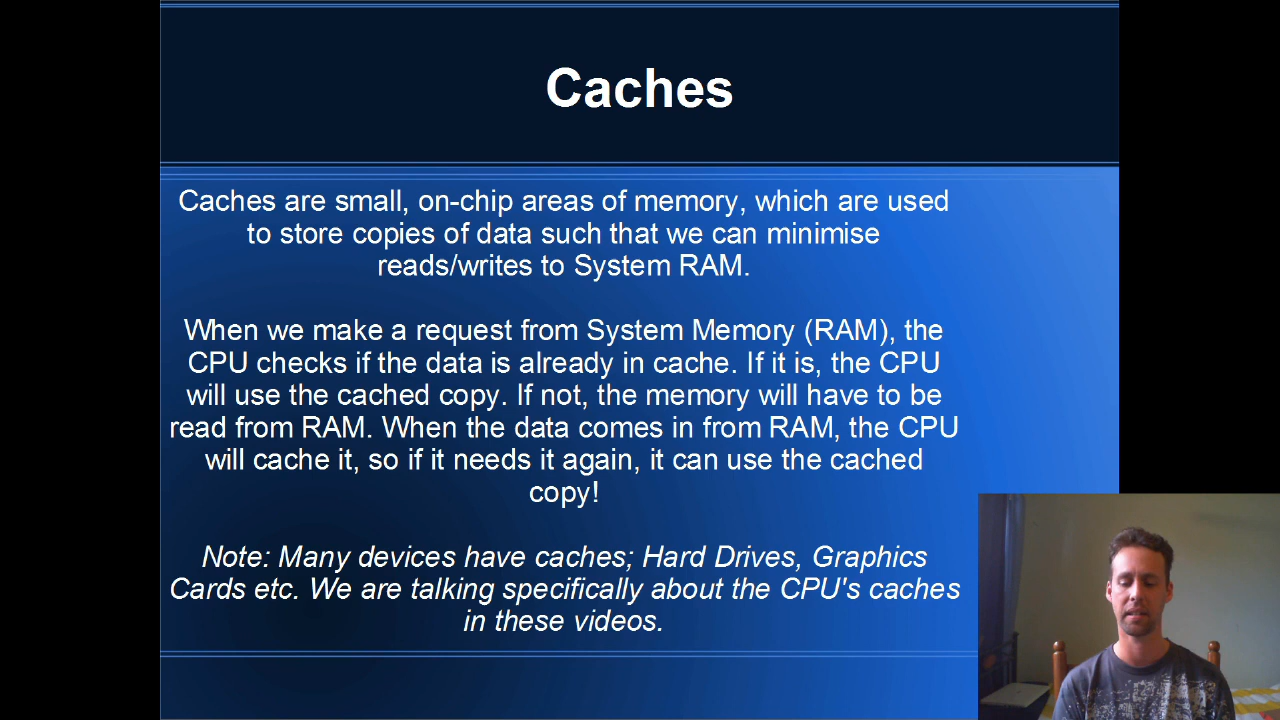 Caches
Caches are small, on-chip areas of memory, which are used
to store copies of data such that we can minimise
reads/writes to System RAM.
When we make a request from System Memory (RAM), the
CPU checks if the data is already in cache. If it is, the CPU
will use the cached copy. If not, the memory will have to be
read from RAM. When the data comes in from RAM, the CPU
will cache it, so if it needs it again, it can use the cached
copy!
Note: Many devices have caches; Hard Drives, Graphics
Cards etc. We are talking specifically about the CPU's caches
in these videos.